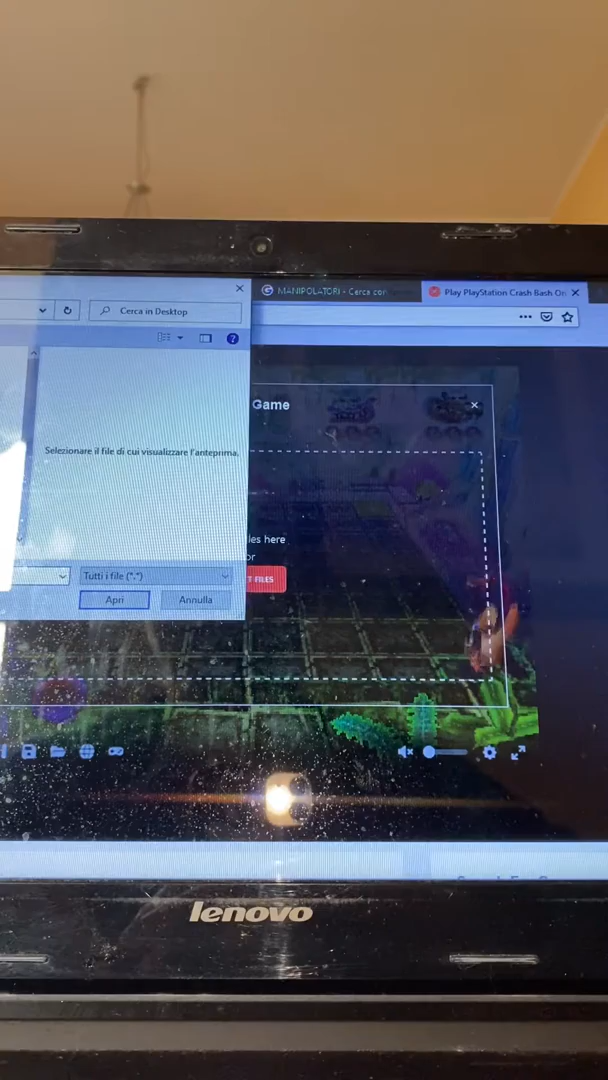 MANIPOLATORI - Cerca con
Play PlayStation Crash Bash On
Cerca in Desktop
Game
Selezionare il file di cui visualizzare l'anteprima.
les here
or
T FILES
Tutti i file (*.*)
Apri
Annulla
lenovo